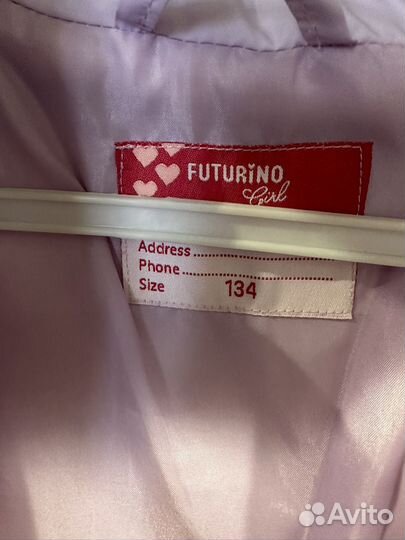 FUTURiNO
Girl
Address
Phone
Size 134
Avito